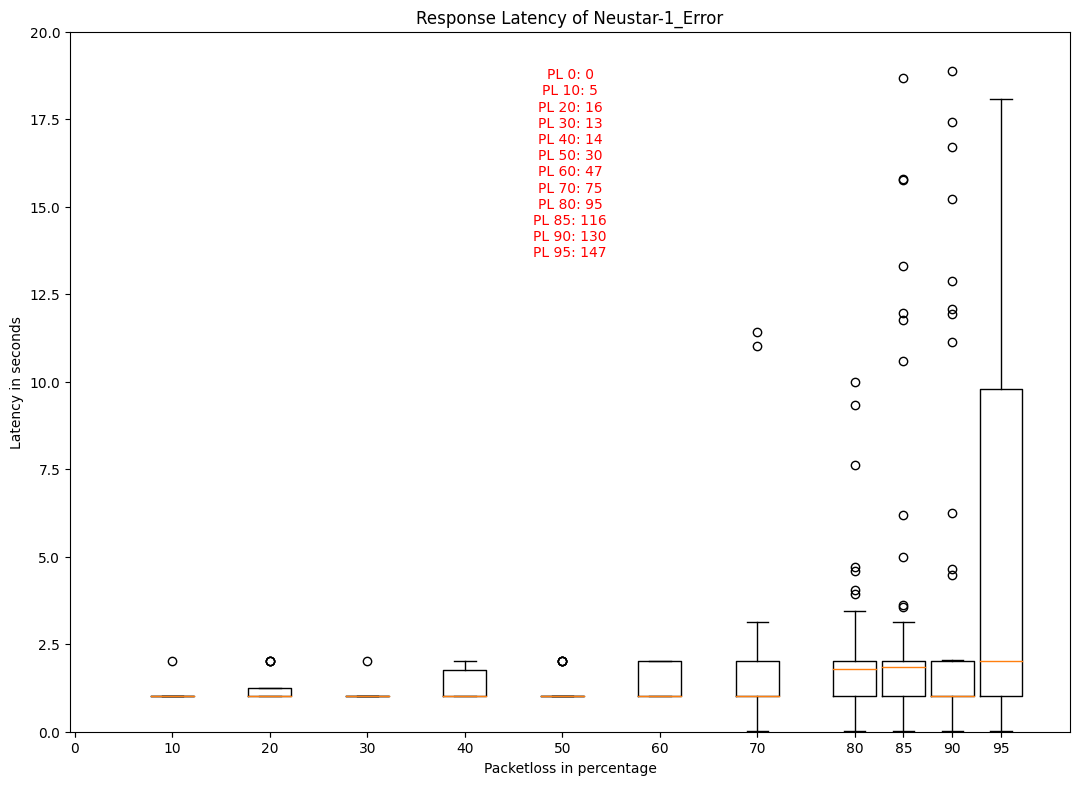 Response Latency of Neustar-1_Error
20.0
17.5
15.0
12.5
10.0
7.5
5.0
2.5
0.0
Latency in seconds
PL 0: 0
PL 10: 5
PL 20: 16
PL 30: 13
PL 40: 14
PL 50: 30
PL 60: 47
PL 70: 75
PL 80: 95
PL 85: 116
PL 90: 130
PL 95: 147
0 10 20 30 40 50 60 70 80 85 90 95
Packetloss in percentage